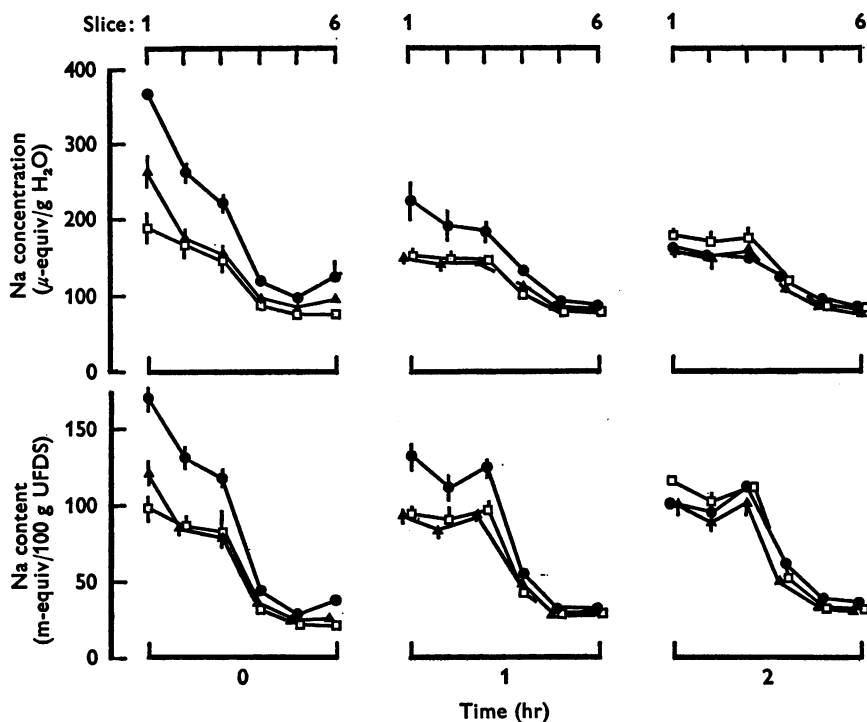 Slice: 1 6 1 6 1 6
400
300
200
100
0
Na concentration
(μ-equiv/g H₂O)
150
100
50
0
Na content
(m-equiv/100 g UFDS)
0 1 2
Time (hr)